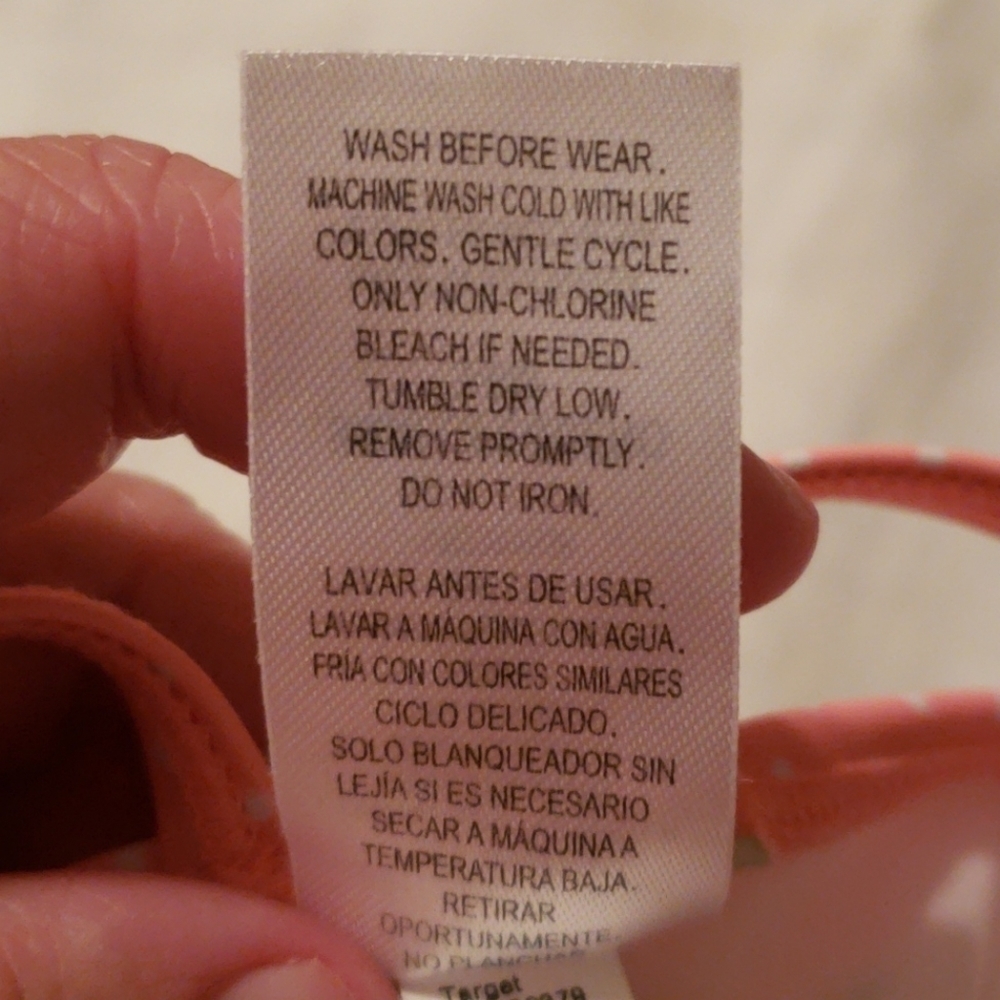 WASH BEFORE WEAR.
MACHINE WASH COLD WITH LIKE
COLORS. GENTLE CYCLE.
ONLY NON-CHLORINE
BLEACH IF NEEDED.
TUMBLE DRY LOW.
REMOVE PROMPTLY.
DO NOT IRON.
LAVAR ANTES DE USAR.
LAVAR A MÁQUINA CON AGUA.
FRÍA CON COLORES SIMILARES
CICLO DELICADO.
SOLO BLANQUEADOR SIN
LEJÍA SI ES NECESARIO
SECAR A MÁQUINA A
TEMPERATURA BAJA.
RETIRAR
OPORTUNAMENTE.
NO PLANCHAR
Target